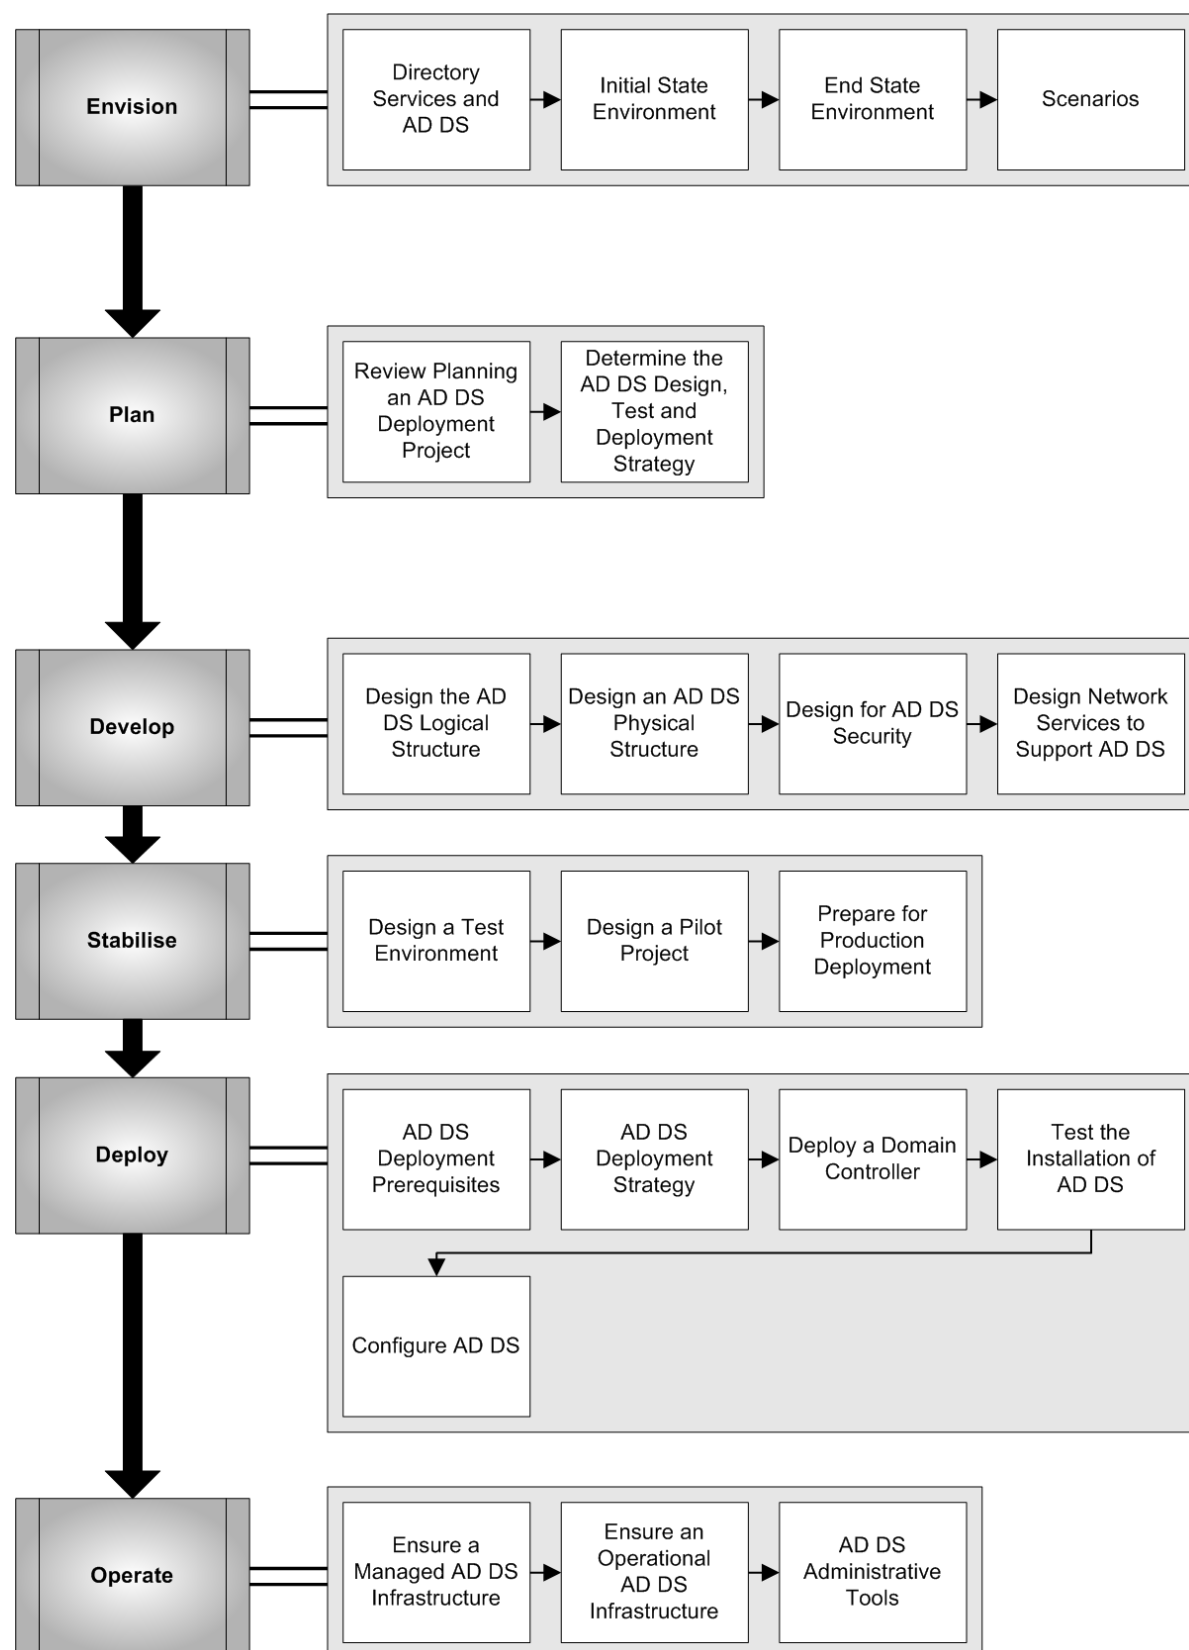 Envision
Directory
Services and
AD DS
Initial State
Environment
End State
Environment
Scenarios
Plan
Review Planning
an AD DS
Deployment
Project
Determine the
AD DS Design,
Test and
Deployment
Strategy
Develop
Design the AD
DS Logical
Structure
Design an AD DS
Physical
Structure
Design for AD DS
Security
Design Network
Services to
Support AD DS
Stabilise
Design a Test
Environment
Design a Pilot
Project
Prepare for
Production
Deployment
Deploy
AD DS
Deployment
Prerequisites
AD DS
Deployment
Strategy
Deploy a Domain
Controller
Test the
Installation of
AD DS
Configure AD DS
Operate
Ensure a
Managed AD DS
Infrastructure
Ensure an
Operational
AD DS
Infrastructure
AD DS
Administrative
Tools